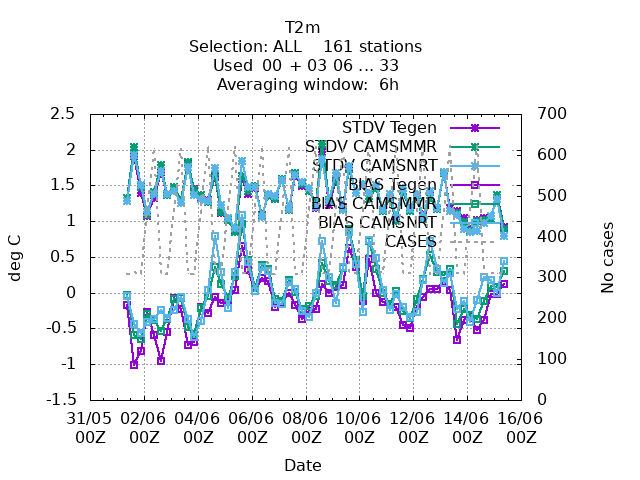 T2m
Selection: ALL    161 stations
Used  00 + 03 06 ... 33
Averaging window:  6h
2.5
2
1.5
1
0.5
0
-0.5
-1
-1.5
deg C
700
600
500
400
300
200
100
0
No cases
STDV Tegen
STDV CAMSMMR
STDV CAMSNRT
BIAS Tegen
BIAS CAMSMMR
BIAS CAMSNRT
CASES
31/05 02/06 04/06 06/06 08/06 10/06 12/06 14/06 16/06
00Z 00Z 00Z 00Z 00Z 00Z 00Z 00Z 00Z
Date